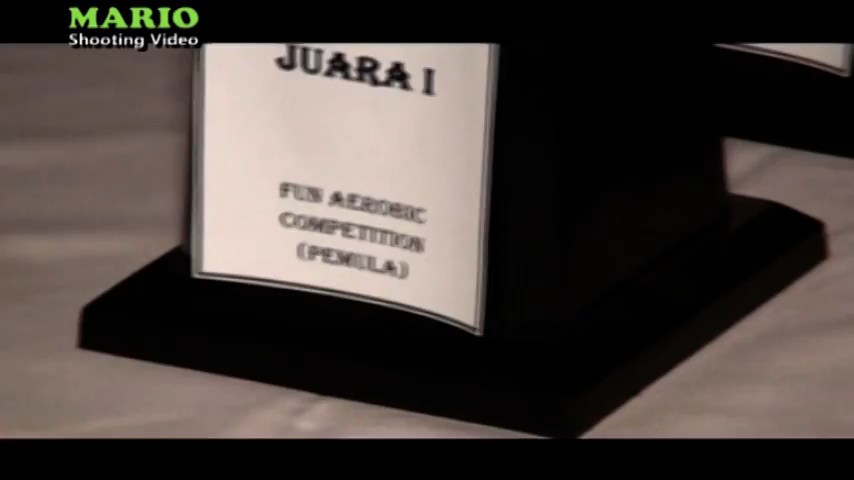 MARIO
Shooting Video
JUARA I
FUN AEROBIC
COMPETITION
(PEMULA)